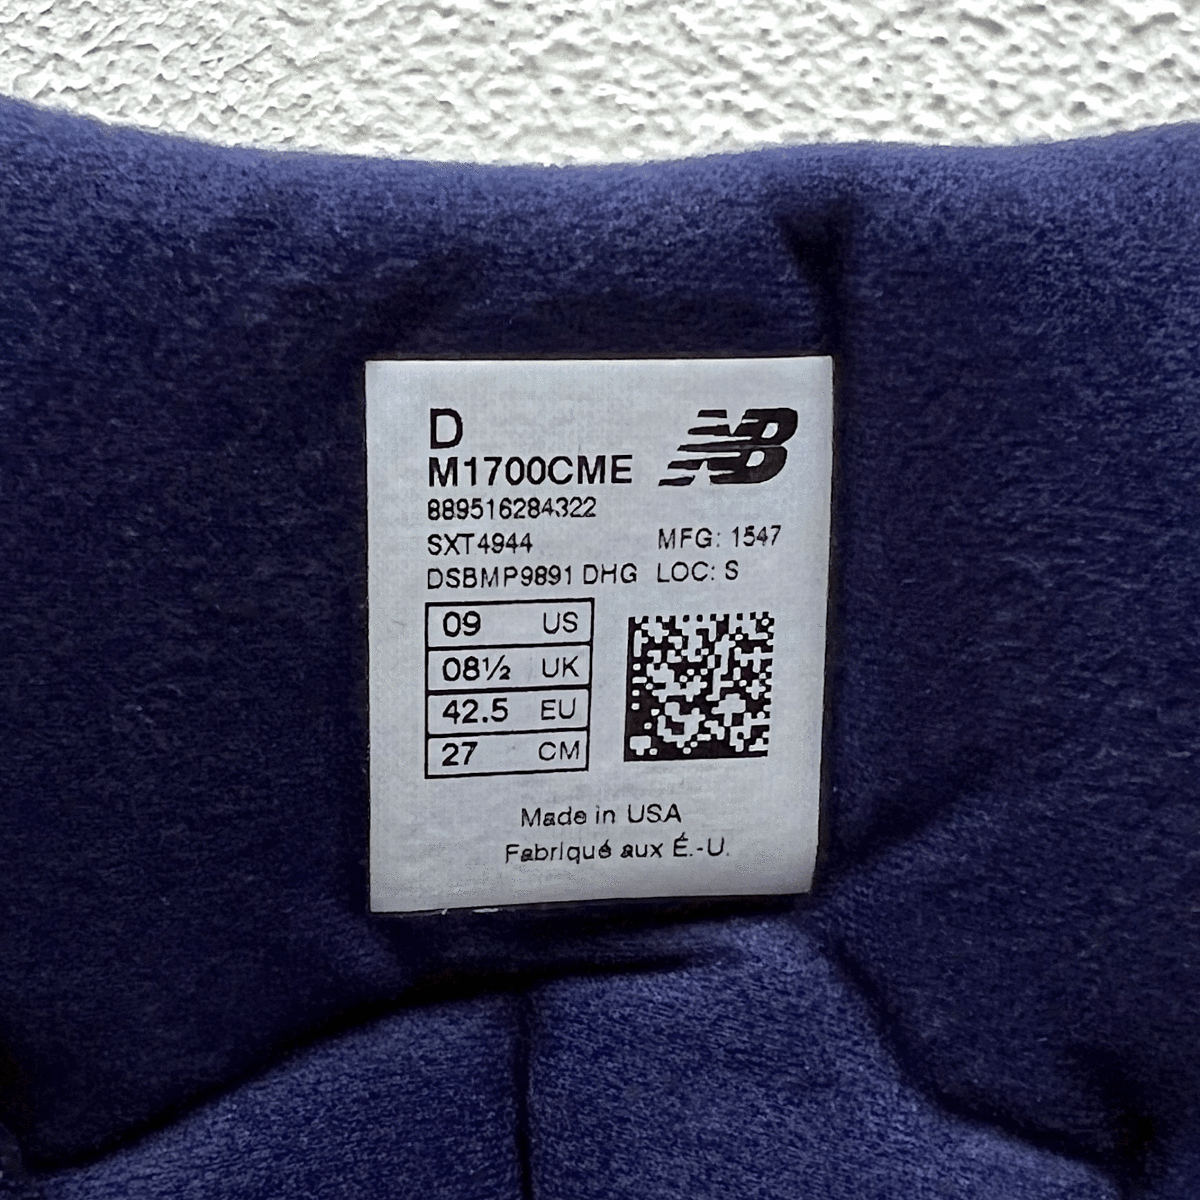 D
M1700CME
NB
889516284322
SXT4944 MFG: 1547
DSBMP9891 DHG LOC: S
09 US
08½ UK
42.5 EU
27 CM
Made in USA
Fabriqué aux É.-U.